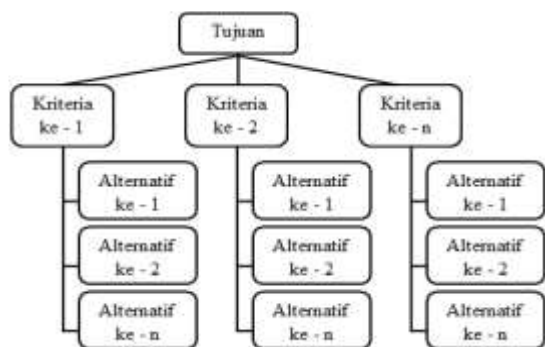 Tujuan
Kriteria
ke - 1
Kriteria
ke - 2
Kriteria
ke - n
Alternatif
ke - 1
Alternatif
ke - 1
Alternatif
ke - 1
Alternatif
ke - 2
Alternatif
ke - 2
Alternatif
ke - 2
Alternatif
ke - n
Alternatif
ke - n
Alternatif
ke - n